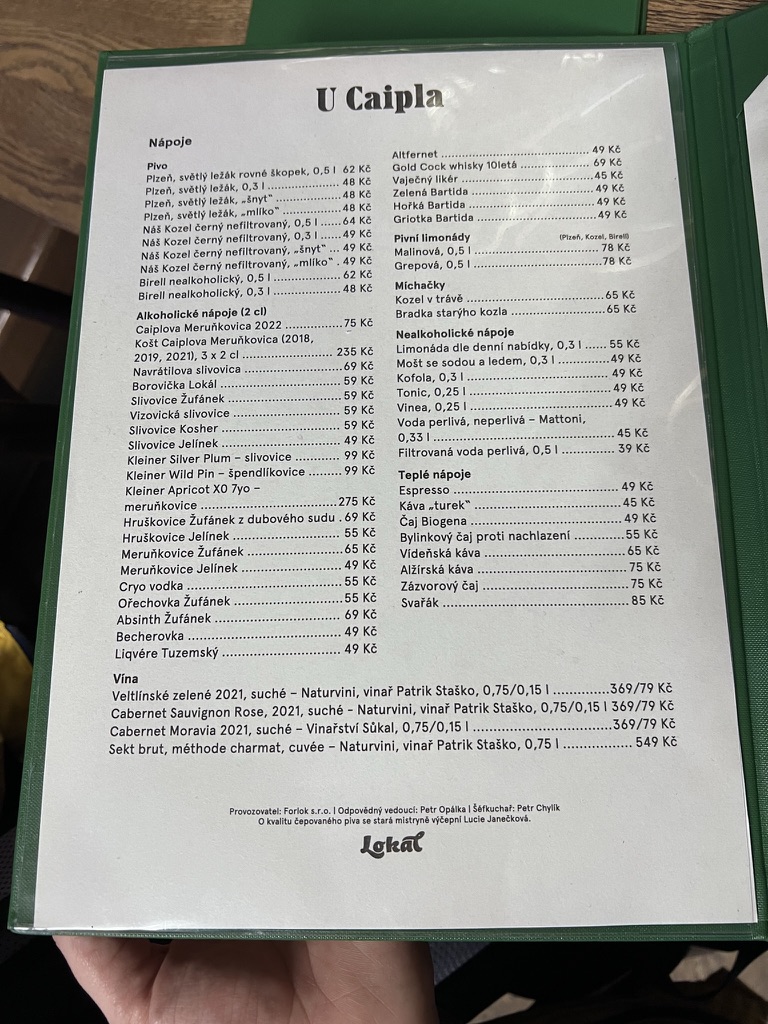 U Caipla
Nápoje
Pivo
Plzeň, světlý ležák rovné škopek, 0,5 l 62 Kč
Plzeň, světlý ležák, 0,3 l ..................... 48 Kč
Plzeň, světlý ležák, „šnyt“ .................... 48 Kč
Plzeň, světlý ležák, „mlíko“ .................. 48 Kč
Náš Kozel černý nefiltrovaný, 0,5 l ....... 64 Kč
Náš Kozel černý nefiltrovaný, 0,3 l ....... 49 Kč
Náš Kozel černý nefiltrovaný, „šnyt“ ... 49 Kč
Náš Kozel černý nefiltrovaný, „mlíko“ . 49 Kč
Birell nealkoholický, 0,5 l .................... 62 Kč
Birell nealkoholický, 0,3 l .................... 48 Kč
Alkoholické nápoje (2 cl)
Caiplova Meruňkovica 2022 ............... 75 Kč
Košt Caiplova Meruňkovica (2018,
2019, 2021), 3 x 2 cl ........................ 235 Kč
Navrátilova slivovica .......................... 69 Kč
Borovička Lokál ................................. 59 Kč
Slivovice Žufánek ............................... 59 Kč
Vizovická slivovice .............................. 59 Kč
Slivovice Kosher ................................. 59 Kč
Slivovice Jelínek ................................. 49 Kč
Kleiner Silver Plum – slivovice ............ 99 Kč
Kleiner Wild Pin – špendlíkovice ......... 99 Kč
Kleiner Apricot XO 7yo –
meruňkovice ................................... 275 Kč
Hruškovice Žufánek z dubového sudu . 69 Kč
Hruškovice Jelínek .............................. 55 Kč
Meruňkovice Žufánek ......................... 65 Kč
Meruňkovice Jelínek ........................... 49 Kč
Cryo vodka ......................................... 55 Kč
Ořechovka Žufánek ............................ 55 Kč
Absinth Žufánek ................................. 69 Kč
Becherovka ........................................ 49 Kč
Liqvére Tuzemský ............................... 49 Kč
Altfernet ........................................... 49 Kč
Gold Cock whisky 10letá .................... 69 Kč
Vaječný likér ...................................... 45 Kč
Zelená Bartida ................................... 49 Kč
Hořká Bartida .................................... 49 Kč
Griotka Bartida .................................. 49 Kč
Pivní limonády (Plzeň, Kozel, Birell)
Malinová, 0,5 l ................................... 78 Kč
Grepová, 0,5 l .................................... 78 Kč
Míchačky
Kozel v trávě ...................................... 65 Kč
Bradka starýho kozla .......................... 65 Kč
Nealkoholické nápoje
Limonáda dle denní nabídky, 0,3 l ...... 55 Kč
Mošt se sodou a ledem, 0,3 l .............. 49 Kč
Kofola, 0,3 l ....................................... 49 Kč
Tonic, 0,25 l ....................................... 49 Kč
Vinea, 0,25 l ...................................... 49 Kč
Voda perlivá, neperlivá – Mattoni,
0,33 l ................................................ 45 Kč
Filtrovaná voda perlivá, 0,5 l .............. 39 Kč
Teplé nápoje
Espresso ............................................ 49 Kč
Káva „turek“ ...................................... 45 Kč
Čaj Biogena ....................................... 49 Kč
Bylinkový čaj proti nachlazení ............ 55 Kč
Vídeňská káva .................................... 65 Kč
Alžírská káva ...................................... 75 Kč
Zázvorový čaj ..................................... 75 Kč
Svařák ............................................... 85 Kč
Vína
Veltlínské zelené 2021, suché – Naturvini, vinař Patrik Staško, 0,75/0,15 l .............369/79 Kč
Cabernet Sauvignon Rose, 2021, suché - Naturvini, vinař Patrik Staško, 0,75/0,15 l 369/79 Kč
Cabernet Moravia 2021, suché – Vinařství Sůkal, 0,75/0,15 l ................................369/79 Kč
Sekt brut, méthode charmat, cuvée – Naturvini, vinař Patrik Staško, 0,75 l ................ 549 Kč
Provozovatel: Forlok s.r.o. | Odpovědný vedoucí: Petr Opálka | Šéfkuchař: Petr Chylík
O kvalitu čepovaného piva se stará mistryně výčepní Lucie Janečková.
Lokál